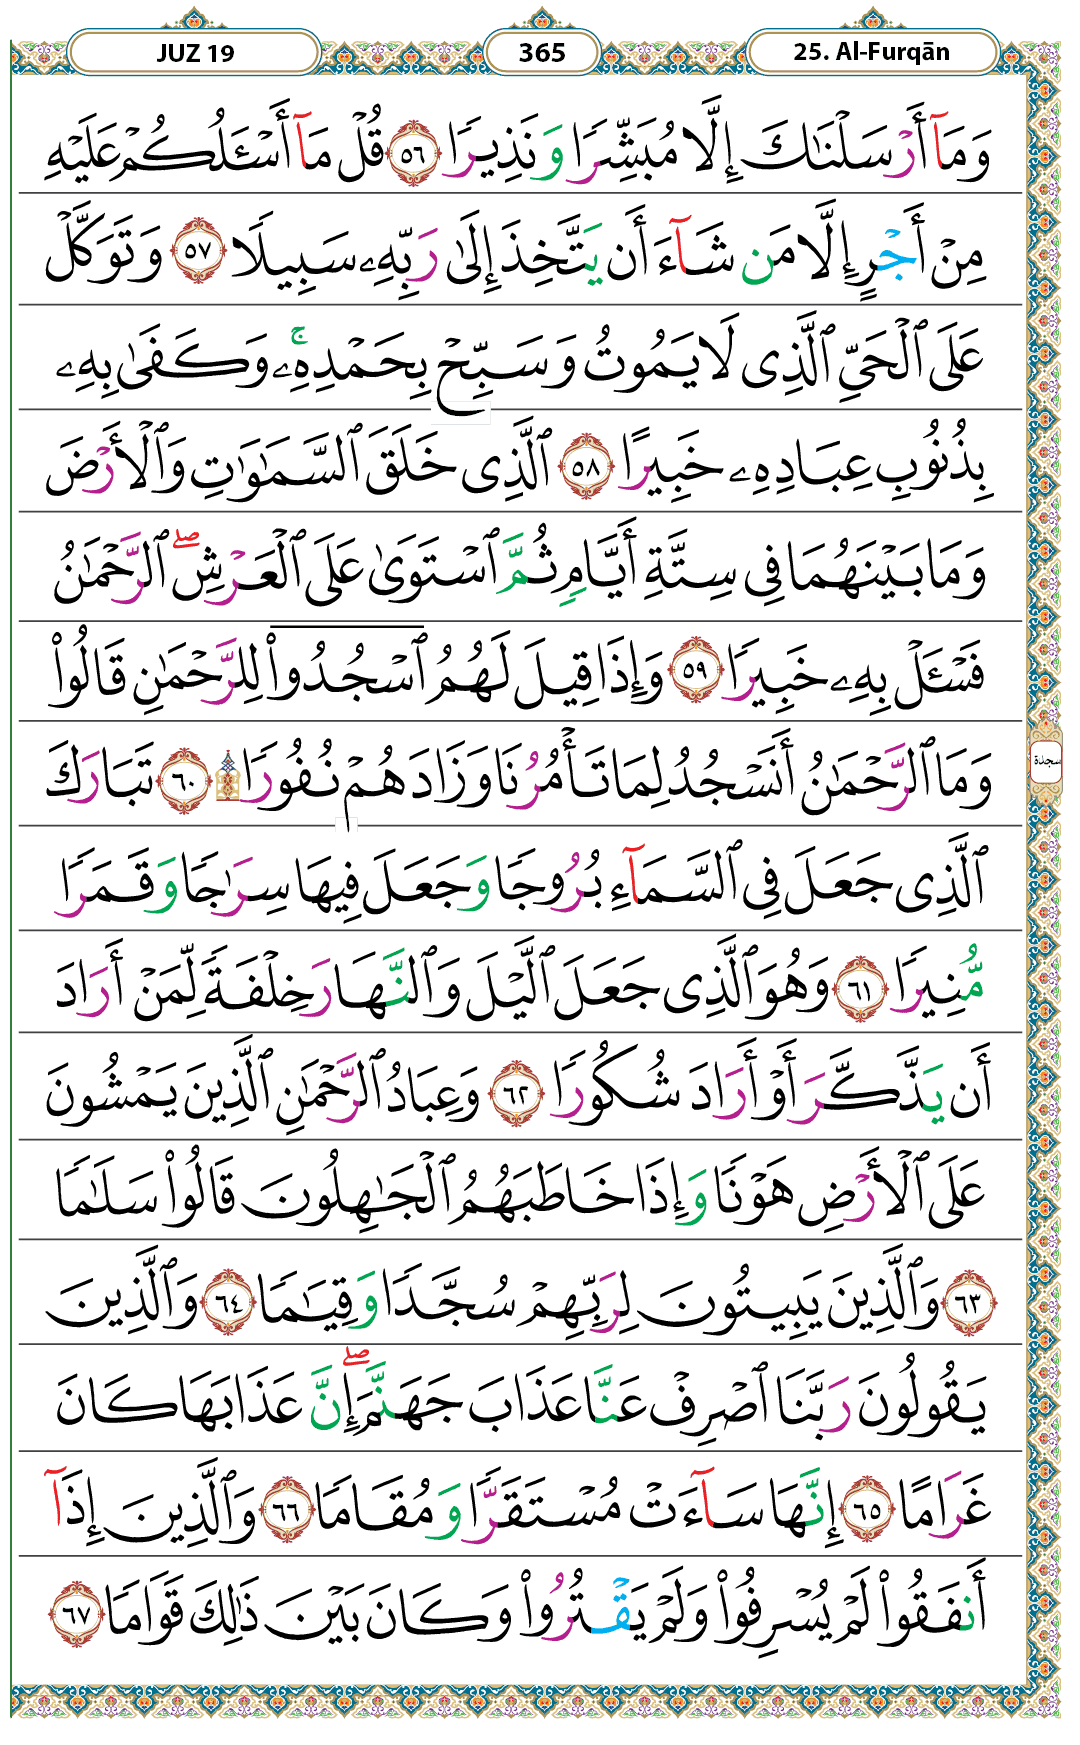 JUZ 19
365
25. Al-Furqān
وَمَآ أَرْسَلْنَٰكَ إِلَّا مُبَشِّرًا وَنَذِيرًا ٥٦ قُلْ مَآ أَسْـَٔلُكُمْ عَلَيْهِ
مِنْ أَجْرٍ إِلَّا مَن شَآءَ أَن يَتَّخِذَ إِلَىٰ رَبِّهِۦ سَبِيلًا ٥٧ وَتَوَكَّلْ
عَلَى ٱلْحَىِّ ٱلَّذِى لَا يَمُوتُ وَسَبِّحْ بِحَمْدِهِۦ ۚ وَكَفَىٰ بِهِۦ
بِذُنُوبِ عِبَادِهِۦ خَبِيرًا ٥٨ ٱلَّذِى خَلَقَ ٱلسَّمَٰوَٰتِ وَٱلْأَرْضَ
وَمَا بَيْنَهُمَا فِى سِتَّةِ أَيَّامٍ ثُمَّ ٱسْتَوَىٰ عَلَى ٱلْعَرْشِ ۖ ٱلرَّحْمَٰنُ
فَسْـَٔلْ بِهِۦ خَبِيرًا ٥٩ وَإِذَا قِيلَ لَهُمُ ٱسْجُدُوا۟ لِلرَّحْمَٰنِ قَالُوا۟
وَمَا ٱلرَّحْمَٰنُ أَنَسْجُدُ لِمَا تَأْمُرُنَا وَزَادَهُمْ نُفُورًا ۩ ٦٠ تَبَارَكَ
سجدة
ٱلَّذِى جَعَلَ فِى ٱلسَّمَآءِ بُرُوجًا وَجَعَلَ فِيهَا سِرَٰجًا وَقَمَرًا
مُّنِيرًا ٦١ وَهُوَ ٱلَّذِى جَعَلَ ٱلَّيْلَ وَٱلنَّهَارَ خِلْفَةً لِّمَنْ أَرَادَ
أَن يَذَّكَّرَ أَوْ أَرَادَ شُكُورًا ٦٢ وَعِبَادُ ٱلرَّحْمَٰنِ ٱلَّذِينَ يَمْشُونَ
عَلَى ٱلْأَرْضِ هَوْنًا وَإِذَا خَاطَبَهُمُ ٱلْجَٰهِلُونَ قَالُوا۟ سَلَٰمًا
٦٣ وَٱلَّذِينَ يَبِيتُونَ لِرَبِّهِمْ سُجَّدًا وَقِيَٰمًا ٦٤ وَٱلَّذِينَ
يَقُولُونَ رَبَّنَا ٱصْرِفْ عَنَّا عَذَابَ جَهَنَّمَ ۖ إِنَّ عَذَابَهَا كَانَ
غَرَامًا ٦٥ إِنَّهَا سَآءَتْ مُسْتَقَرًّا وَمُقَامًا ٦٦ وَٱلَّذِينَ إِذَآ
أَنفَقُوا۟ لَمْ يُسْرِفُوا۟ وَلَمْ يَقْتُرُوا۟ وَكَانَ بَيْنَ ذَٰلِكَ قَوَامًا ٦٧